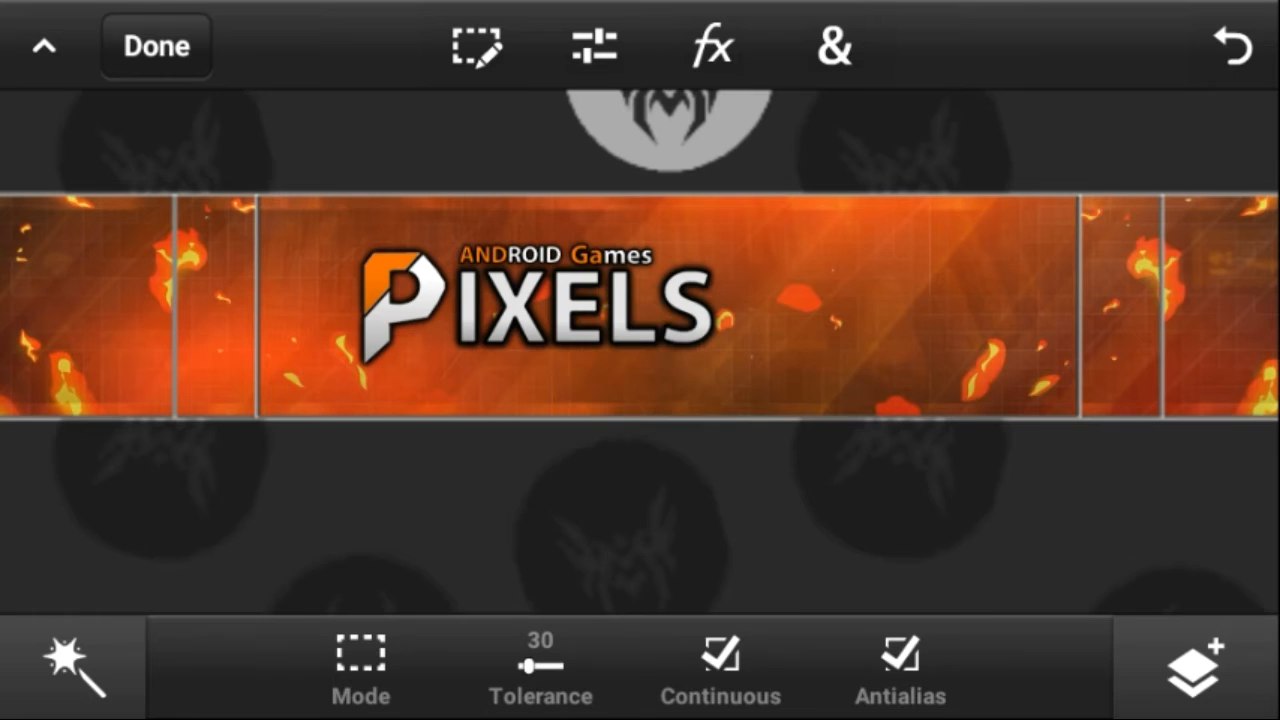 Done
fx
&
ANDROID Games
PIXELS
30
Mode
Tolerance
Continuous
Antialias